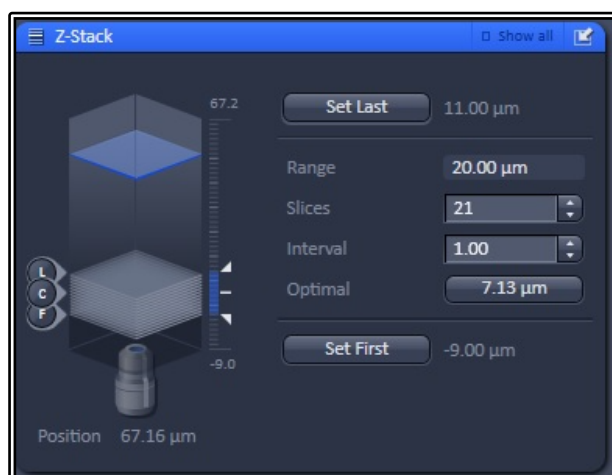 Z-Stack
Show all
67.2
L
C
F
-9.0
Position 67.16 µm
Set Last 11.00 µm
Range 20.00 µm
Slices 21
Interval 1.00
Optimal 7.13 µm
Set First -9.00 µm